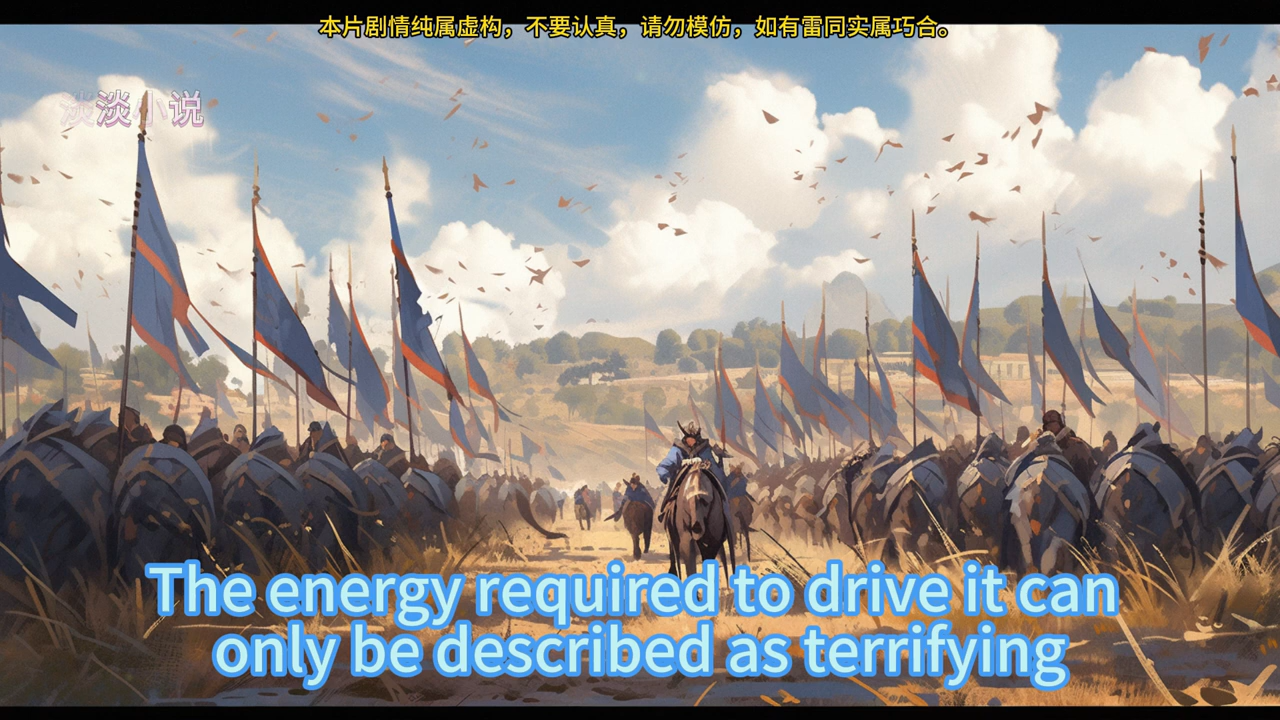 本片剧情纯属虚构，不要认真，请勿模仿，如有雷同实属巧合。
淡淡小说
The energy required to drive it can
only be described as terrifying